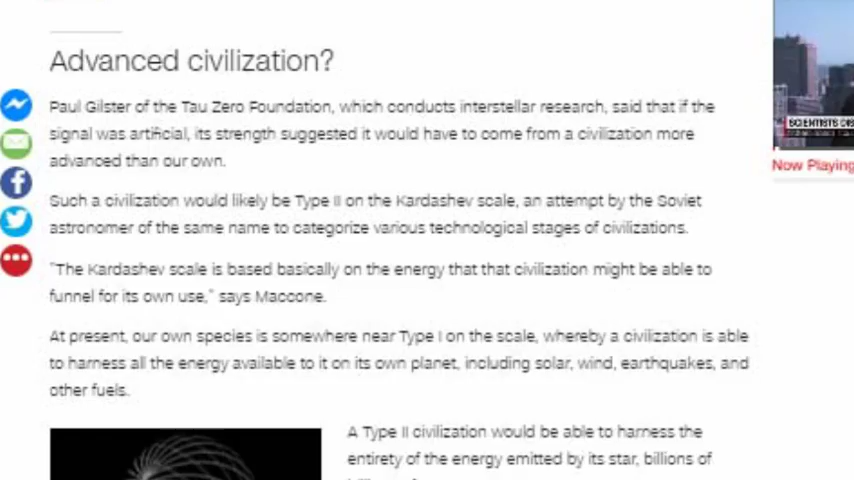 Advanced civilization?
Paul Gilster of the Tau Zero Foundation, which conducts interstellar research, said that if the
signal was artificial, its strength suggested it would have to come from a civilization more
advanced than our own.
Such a civilization would likely be Type II on the Kardashev scale, an attempt by the Soviet
astronomer of the same name to categorize various technological stages of civilizations.
"The Kardashev scale is based basically on the energy that that civilization might be able to
funnel for its own use," says Maccone.
At present, our own species is somewhere near Type I on the scale, whereby a civilization is able
to harness all the energy available to it on its own planet, including solar, wind, earthquakes, and
other fuels.
A Type II civilization would be able to harness the
entirety of the energy emitted by its star, billions of
SCIENTISTS DIS
Now Playing